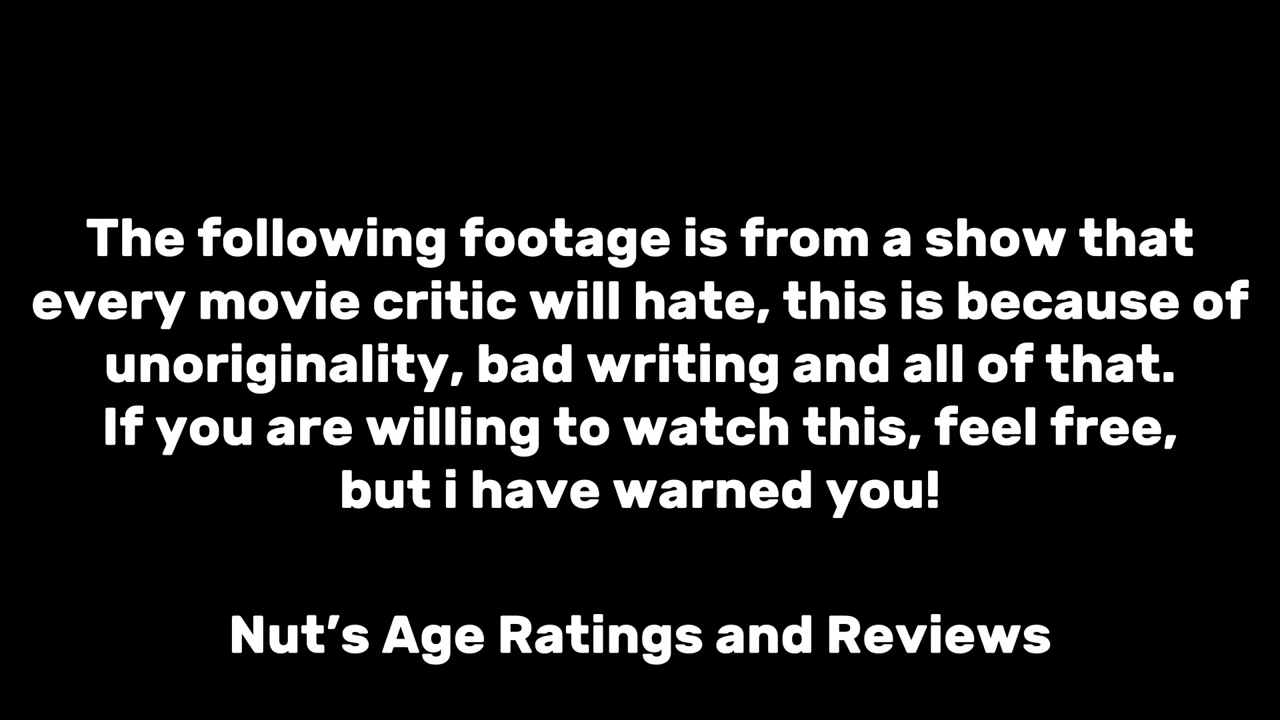 The following footage is from a show that
every movie critic will hate, this is because of
unoriginality, bad writing and all of that.
If you are willing to watch this, feel free,
but i have warned you!
Nut’s Age Ratings and Reviews